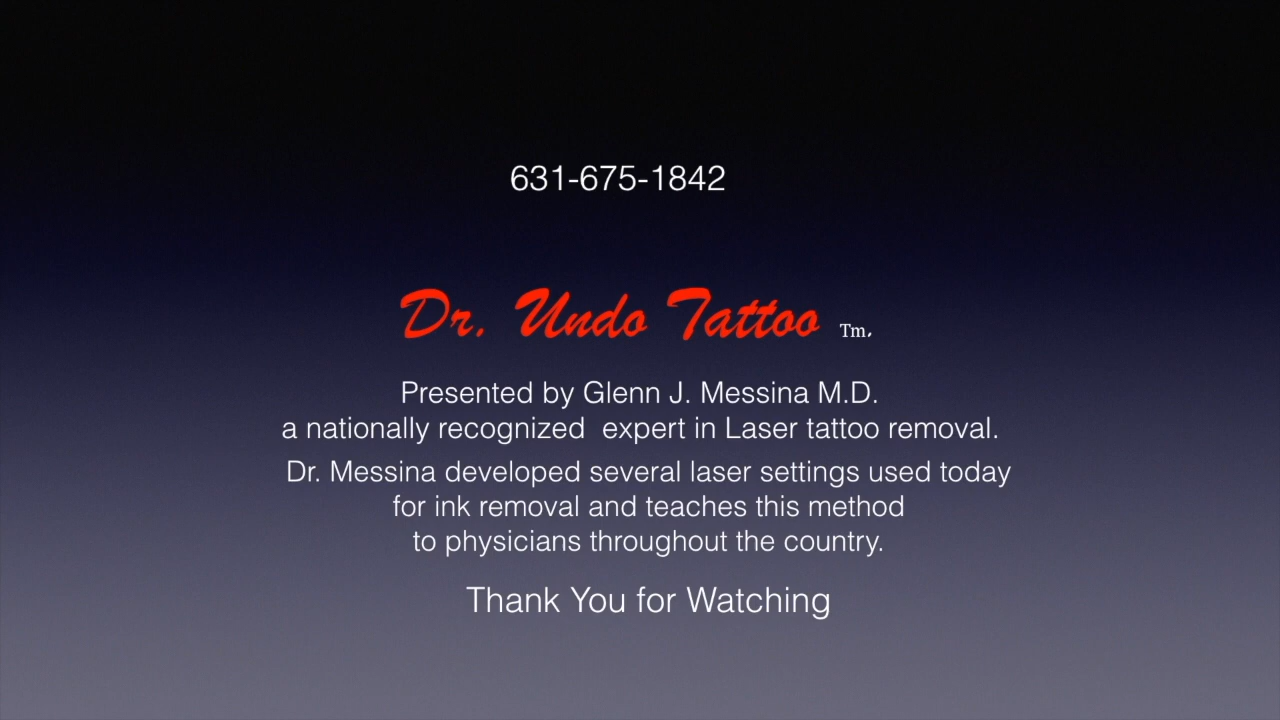 631-675-1842
Dr. Undo Tattoo Tm.
Presented by Glenn J. Messina M.D.
a nationally recognized  expert in Laser tattoo removal.
Dr. Messina developed several laser settings used today
for ink removal and teaches this method
to physicians throughout the country.
Thank You for Watching